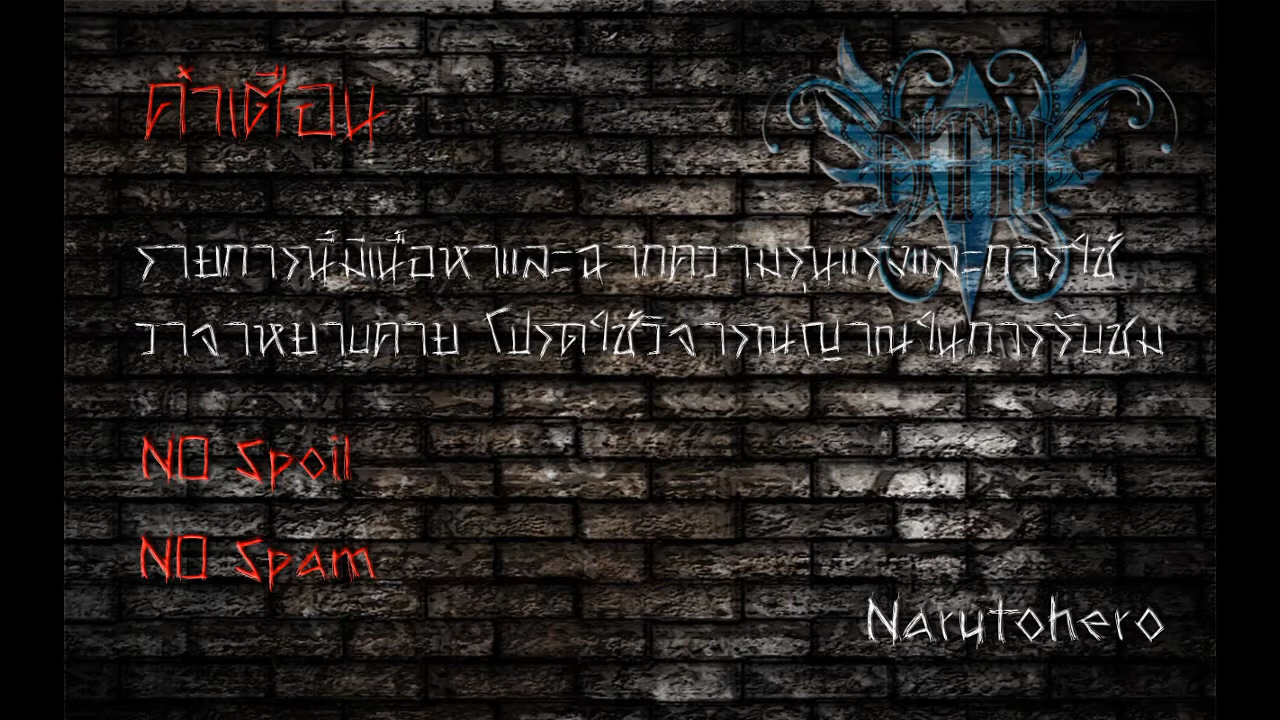 คำเตือน
รายการนี้มีเนื้อหาและฉากความรุนแรงและการใช้
วาจาหยาบคาย โปรดใช้วิจารณญาณในการรับชม
NO Spoil
NO Spam
Narutohero